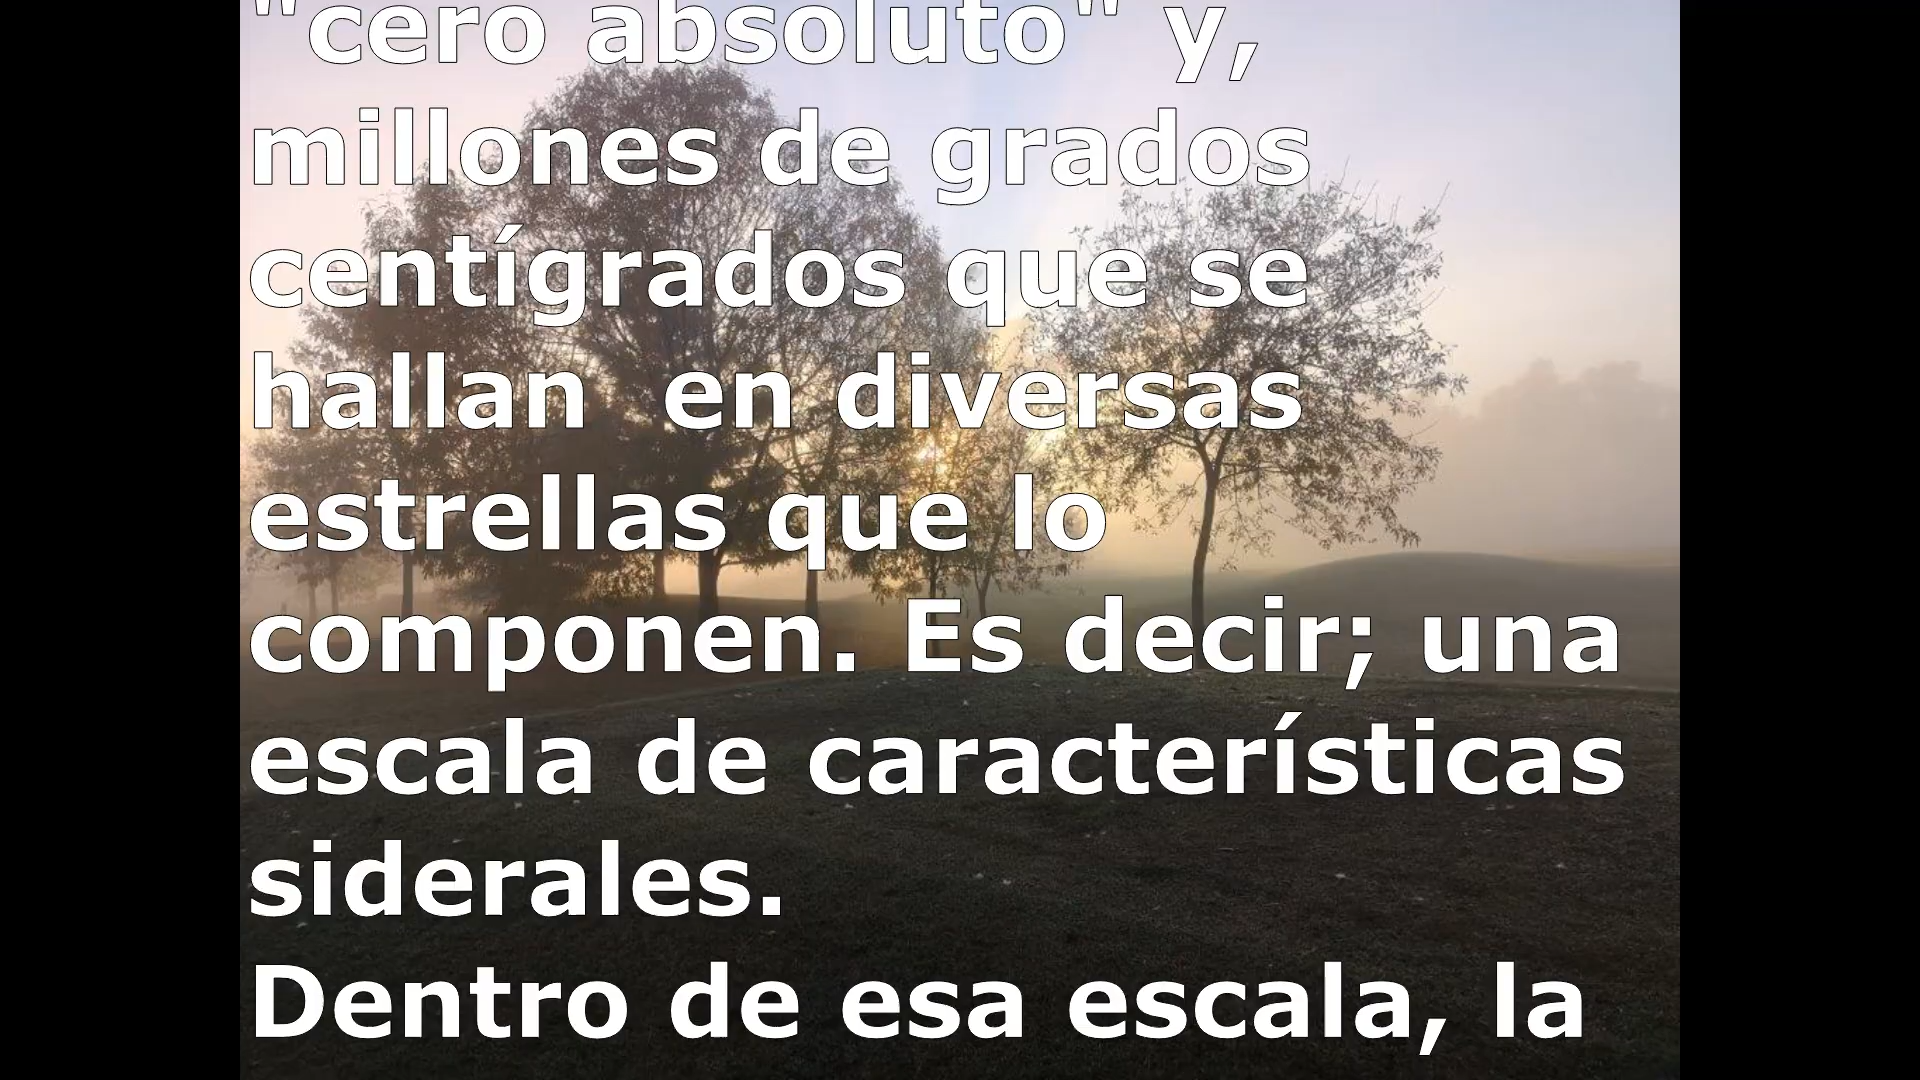 "cero absoluto" y,
millones de grados
centígrados que se
hallan  en diversas
estrellas que lo
componen. Es decir; una
escala de características
siderales.
Dentro de esa escala, la